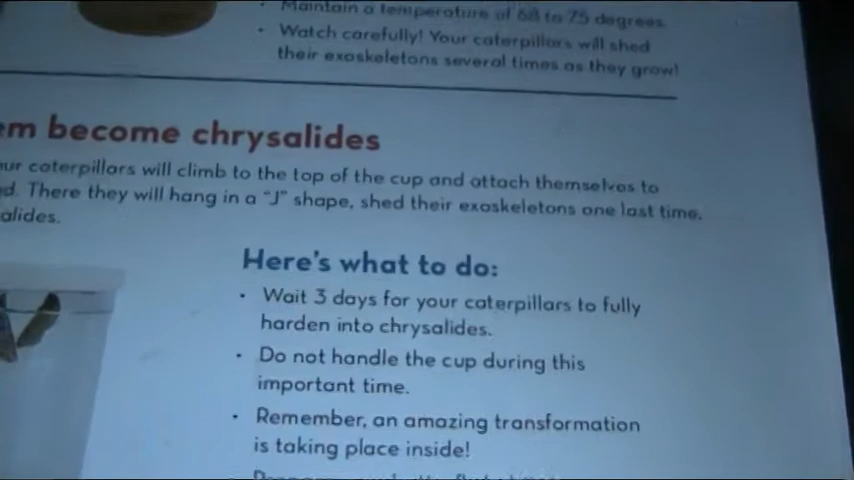 Maintain a temperature of 68 to 75 degrees.
• Watch carefully! Your caterpillars will shed
their exoskeletons several times as they grow!
become chrysalides
caterpillars will climb to the top of the cup and attach themselves to
There they will hang in a “J” shape, shed their exoskeletons one last time,
Here’s what to do:
• Wait 3 days for your caterpillars to fully
harden into chrysalides.
• Do not handle the cup during this
important time.
• Remember, an amazing transformation
is taking place inside!